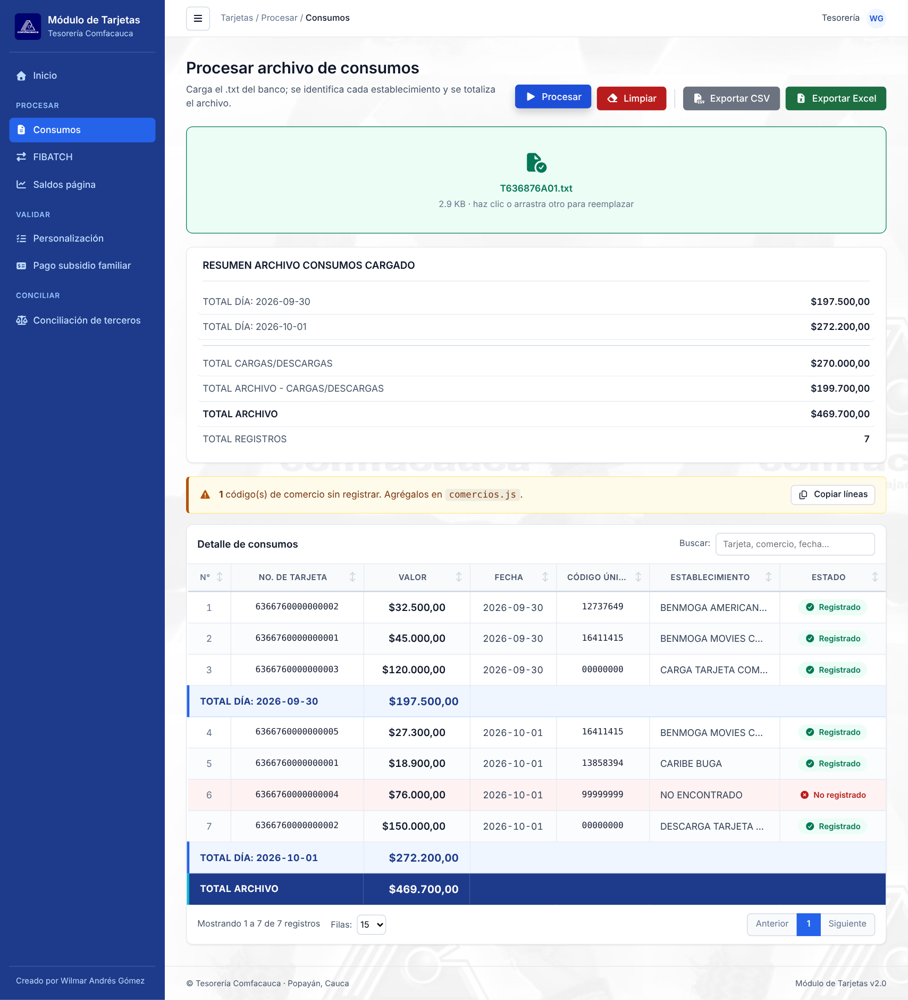 comfacauca
Módulo de Tarjetas
Tesorería Comfacauca
Inicio
PROCESAR
Consumos
FIBATCH
Saldos página
VALIDAR
Personalización
Pago subsidio familiar
CONCILIAR
Conciliación de terceros
Creado por Wilmar Andrés Gómez
Tarjetas / Procesar / Consumos
Tesorería WG
Procesar archivo de consumos
Carga el .txt del banco; se identifica cada establecimiento y se totaliza
el archivo.
Procesar Limpiar Exportar CSV Exportar Excel
T636876A01.txt
2.9 KB · haz clic o arrastra otro para reemplazar
RESUMEN ARCHIVO CONSUMOS CARGADO
TOTAL DÍA: 2026-09-30 $197.500,00
TOTAL DÍA: 2026-10-01 $272.200,00
TOTAL CARGAS/DESCARGAS $270.000,00
TOTAL ARCHIVO - CARGAS/DESCARGAS $199.700,00
TOTAL ARCHIVO $469.700,00
TOTAL REGISTROS 7
1 código(s) de comercio sin registrar. Agrégalos en comercios.js.
Copiar líneas
Detalle de consumos
Buscar: Tarjeta, comercio, fecha...
N° NO. DE TARJETA VALOR FECHA CÓDIGO ÚNI... ESTABLECIMIENTO ESTADO
1 6366760000000002 $32.500,00 2026-09-30 12737649 BENMOGA AMERICAN... Registrado
2 6366760000000001 $45.000,00 2026-09-30 16411415 BENMOGA MOVIES C... Registrado
3 6366760000000003 $120.000,00 2026-09-30 00000000 CARGA TARJETA COM... Registrado
TOTAL DÍA: 2026-09-30 $197.500,00
4 6366760000000005 $27.300,00 2026-10-01 16411415 BENMOGA MOVIES C... Registrado
5 6366760000000001 $18.900,00 2026-10-01 13858394 CARIBE BUGA Registrado
6 6366760000000004 $76.000,00 2026-10-01 99999999 NO ENCONTRADO No registrado
7 6366760000000002 $150.000,00 2026-10-01 00000000 DESCARGA TARJETA ... Registrado
TOTAL DÍA: 2026-10-01 $272.200,00
TOTAL ARCHIVO $469.700,00
Mostrando 1 a 7 de 7 registros Filas: 15
Anterior 1 Siguiente
© Tesorería Comfacauca · Popayán, Cauca
Módulo de Tarjetas v2.0